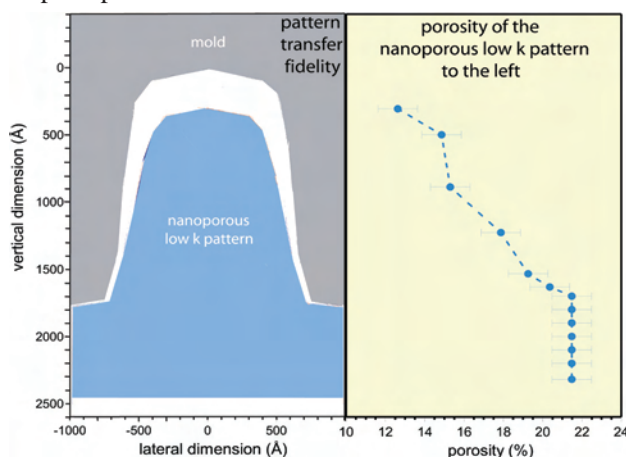 pattern
transfer
fidelity
mold
nanoporous
low k pattern
porosity of the
nanoporous low k pattern
to the left
vertical dimension (Å)
-400
0
500
1000
1500
2000
2500
2600
-1000
-500
0
500
lateral dimension (Å)
10
12
14
16
18
20
22
24
porosity (%)